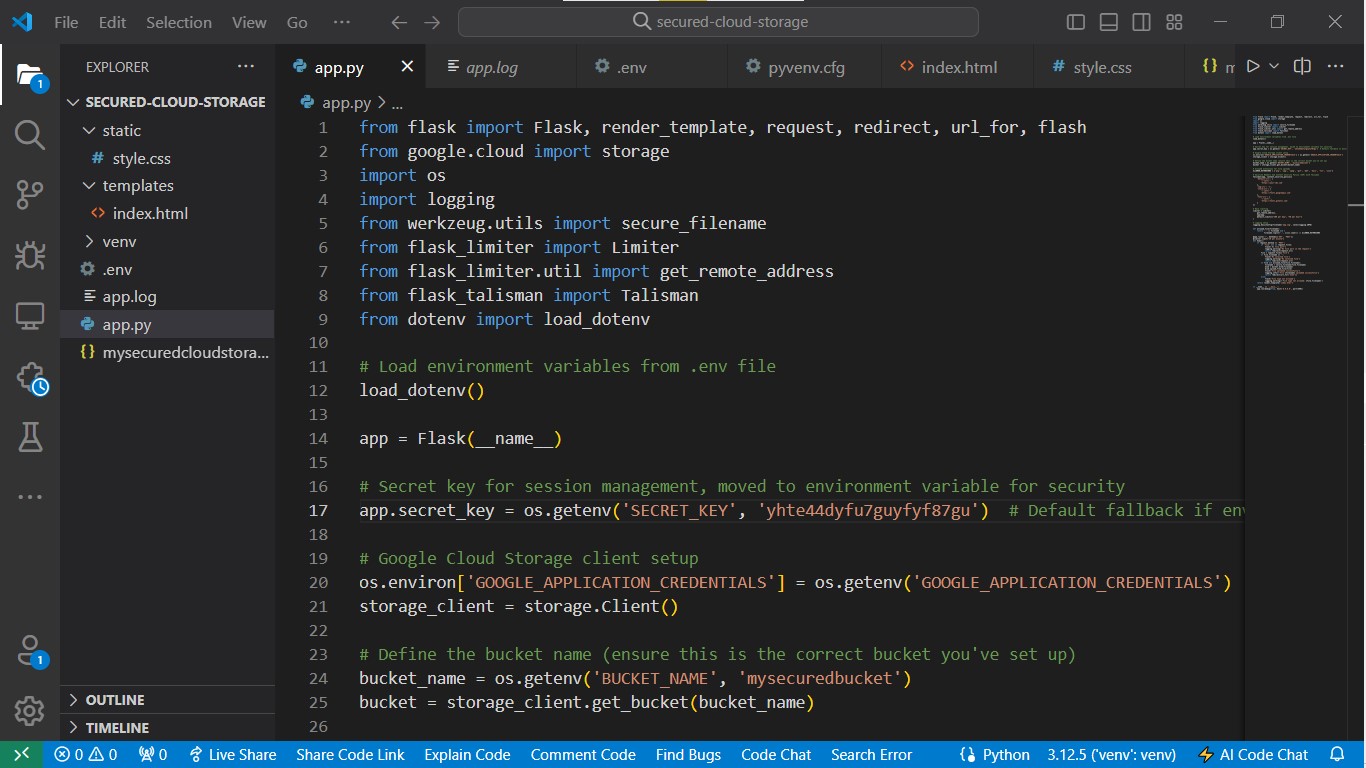 File Edit Selection View Go ··· secured-cloud-storage
EXPLORER ···
SECURED-CLOUD-STORAGE
static
# style.css
templates
<> index.html
venv
.env
app.log
app.py
{} mysecuredcloudstora...
app.py app.log .env pyvenv.cfg <> index.html # style.css {} m ···
app.py > ...
1 from flask import Flask, render_template, request, redirect, url_for, flash
2 from google.cloud import storage
3 import os
4 import logging
5 from werkzeug.utils import secure_filename
6 from flask_limiter import Limiter
7 from flask_limiter.util import get_remote_address
8 from flask_talisman import Talisman
9 from dotenv import load_dotenv
10
11 # Load environment variables from .env file
12 load_dotenv()
13
14 app = Flask(__name__)
15
16 # Secret key for session management, moved to environment variable for security
17 app.secret_key = os.getenv('SECRET_KEY', 'yhte44dyfu7guyfyf87gu')  # Default fallback if env
18
19 # Google Cloud Storage client setup
20 os.environ['GOOGLE_APPLICATION_CREDENTIALS'] = os.getenv('GOOGLE_APPLICATION_CREDENTIALS')
21 storage_client = storage.Client()
22
23 # Define the bucket name (ensure this is the correct bucket you've set up)
24 bucket_name = os.getenv('BUCKET_NAME', 'mysecuredbucket')
25 bucket = storage_client.get_bucket(bucket_name)
26
1
1
OUTLINE
TIMELINE
0 0 0 Live Share Share Code Link Explain Code Comment Code Find Bugs Code Chat Search Error {} Python 3.12.5 ('venv': venv) AI Code Chat